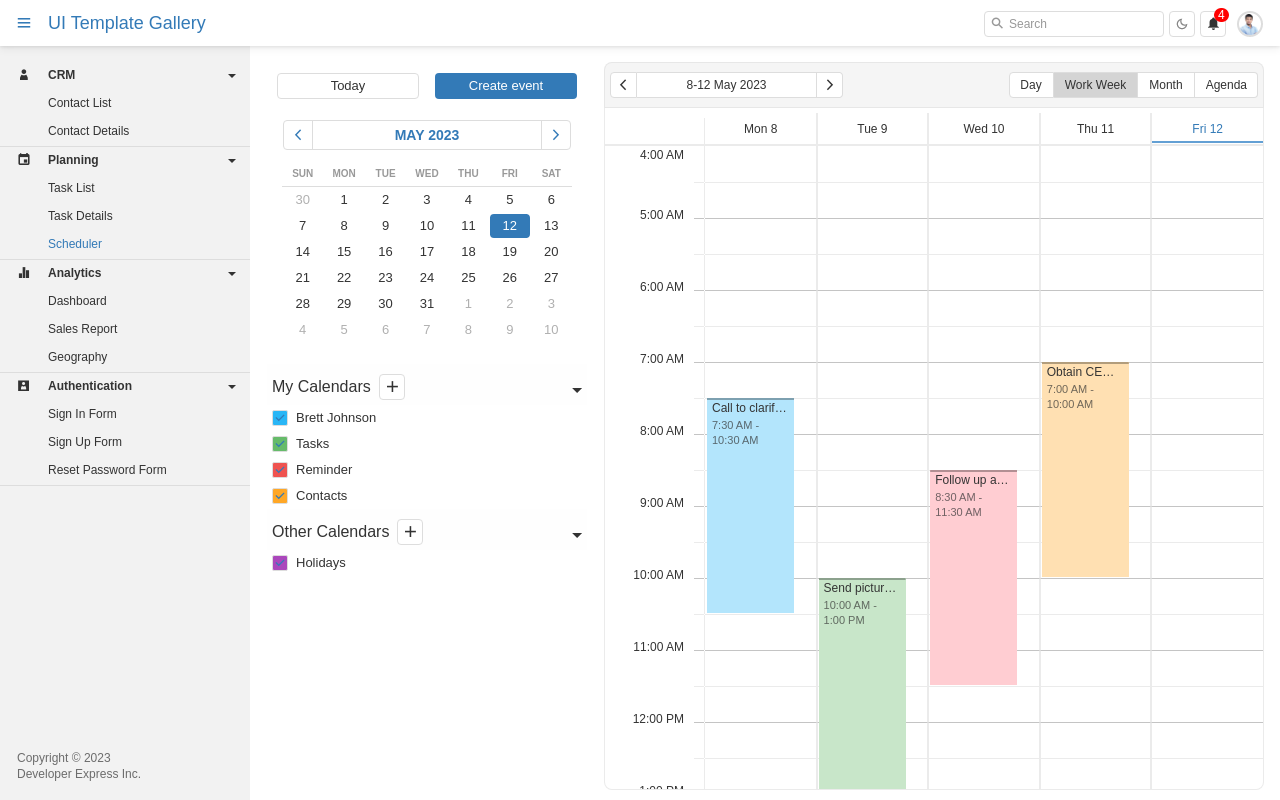 UI Template Gallery
Search
4
CRM
Contact List
Contact Details
Planning
Task List
Task Details
Scheduler
Analytics
Dashboard
Sales Report
Geography
Authentication
Sign In Form
Sign Up Form
Reset Password Form
Copyright © 2023
Developer Express Inc.
Today
Create event
MAY 2023
SUN MON TUE WED THU FRI SAT
30 1 2 3 4 5 6
7 8 9 10 11 12 13
14 15 16 17 18 19 20
21 22 23 24 25 26 27
28 29 30 31 1 2 3
4 5 6 7 8 9 10
My Calendars
Brett Johnson
Tasks
Reminder
Contacts
Other Calendars
Holidays
8-12 May 2023
Day Work Week Month Agenda
Mon 8 Tue 9 Wed 10 Thu 11 Fri 12
4:00 AM
5:00 AM
6:00 AM
7:00 AM
8:00 AM
9:00 AM
10:00 AM
11:00 AM
12:00 PM
1:00 PM
Call to clarif…
7:30 AM -
10:30 AM
Send pictur…
10:00 AM -
1:00 PM
Follow up a…
8:30 AM -
11:30 AM
Obtain CE…
7:00 AM -
10:00 AM